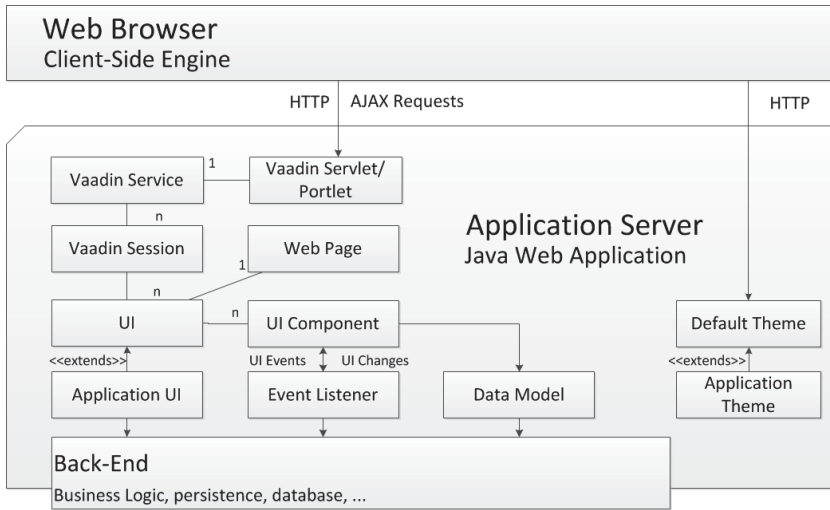 Web Browser
Client-Side Engine
HTTP
AJAX Requests
HTTP
Vaadin Service
1
Vaadin Servlet/
Portlet
n
Application Server
Java Web Application
Vaadin Session
Web Page
1
n
UI
n
UI Component
Default Theme
<<extends>>
UI Events
UI Changes
<<extends>>
Application UI
Event Listener
Data Model
Application
Theme
Back-End
Business Logic, persistence, database, ...